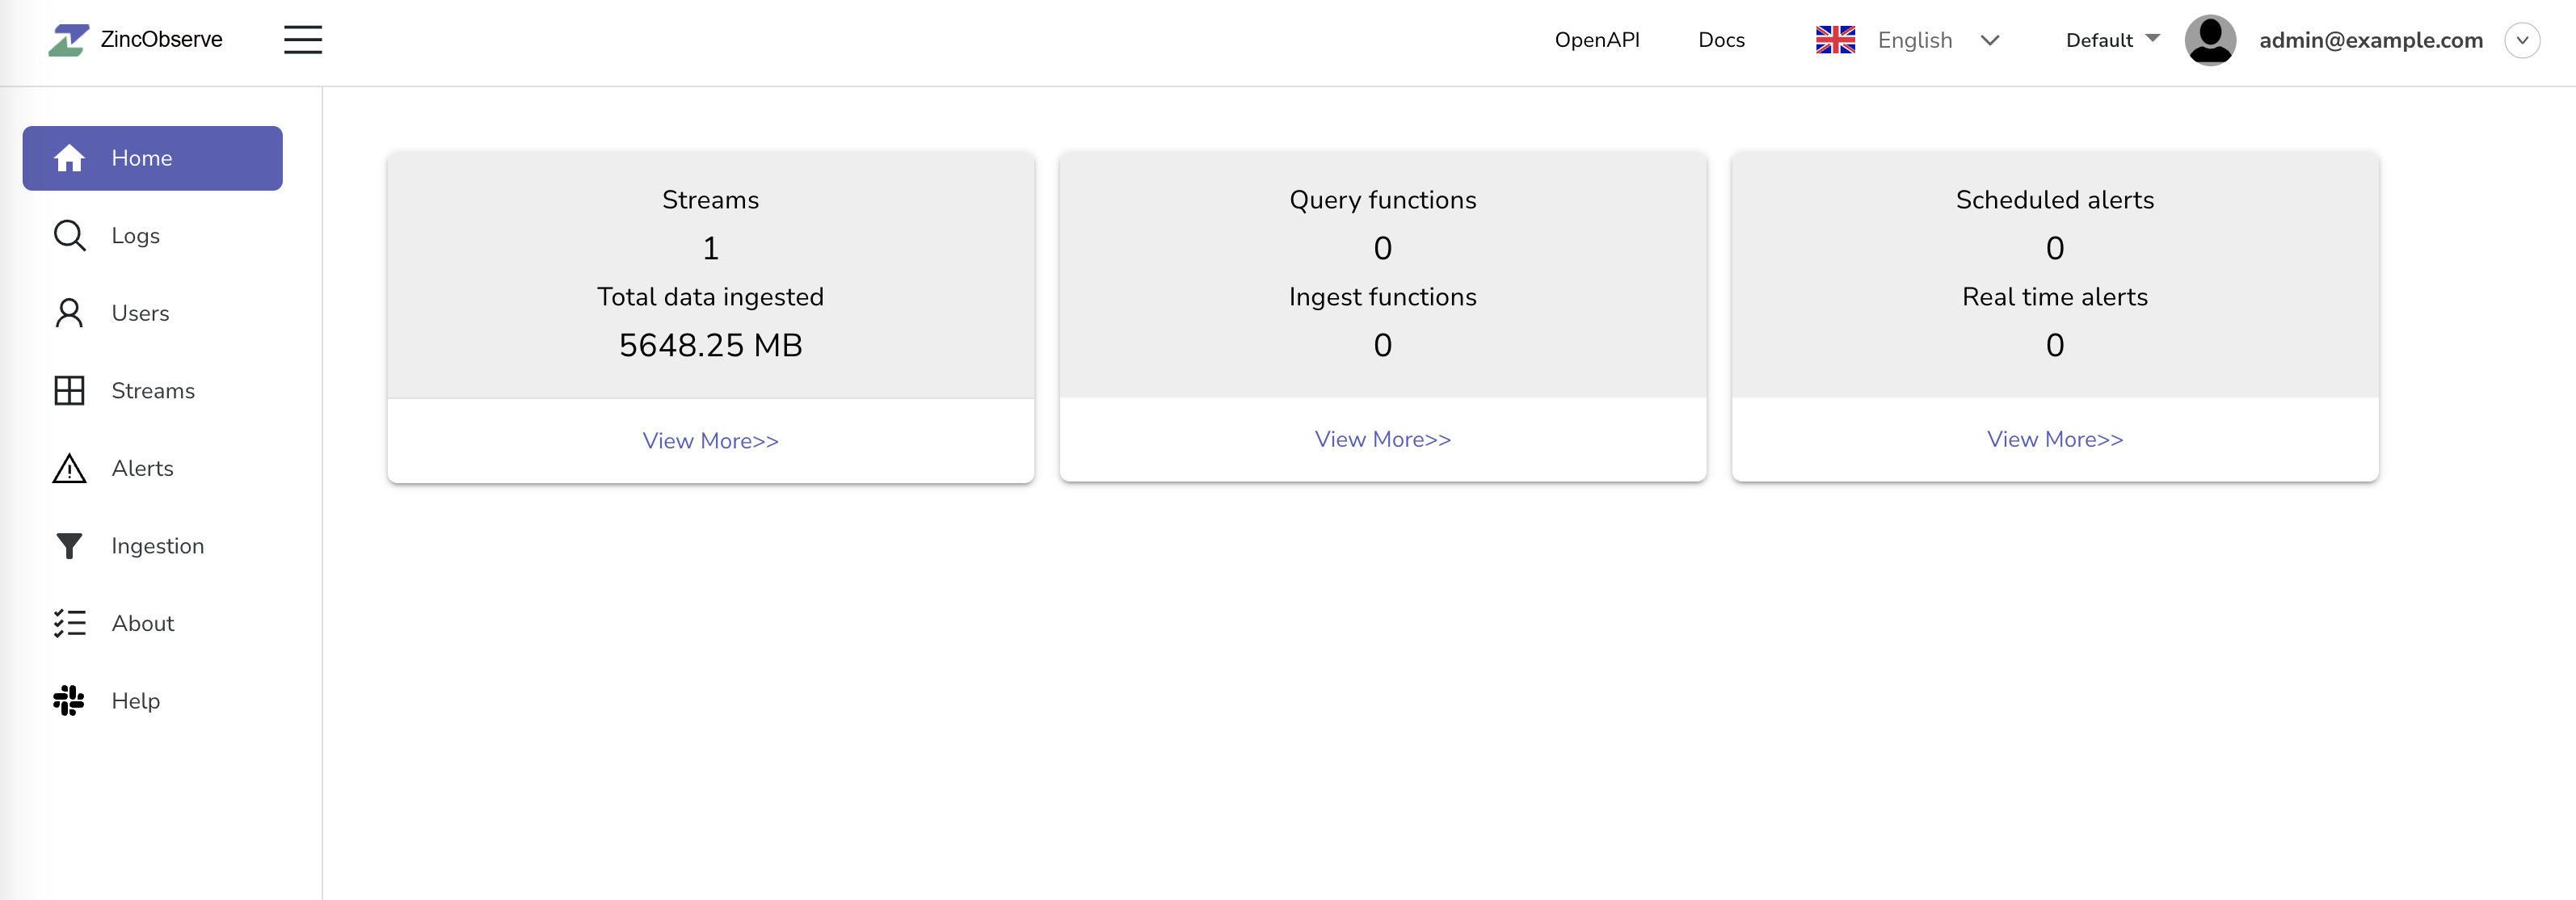 ZincObserve
OpenAPI
Docs
English
Default
admin@example.com
Home
Logs
Users
Streams
Alerts
Ingestion
About
Help
Streams
1
Total data ingested
5648.25 MB
View More>>
Query functions
0
Ingest functions
0
View More>>
Scheduled alerts
0
Real time alerts
0
View More>>